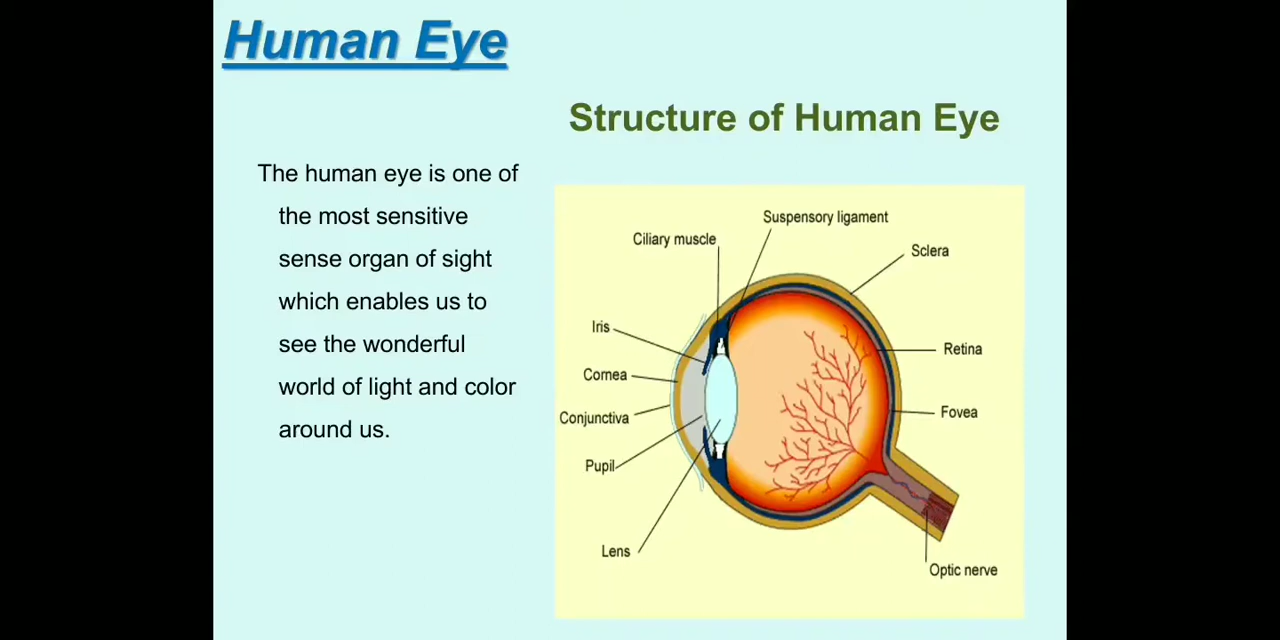 Human Eye
Structure of Human Eye
The human eye is one of
the most sensitive
sense organ of sight
which enables us to
see the wonderful
world of light and color
around us.
Suspensory ligament
Ciliary muscle
Sclera
Iris
Retina
Cornea
Fovea
Conjunctiva
Pupil
Lens
Optic nerve